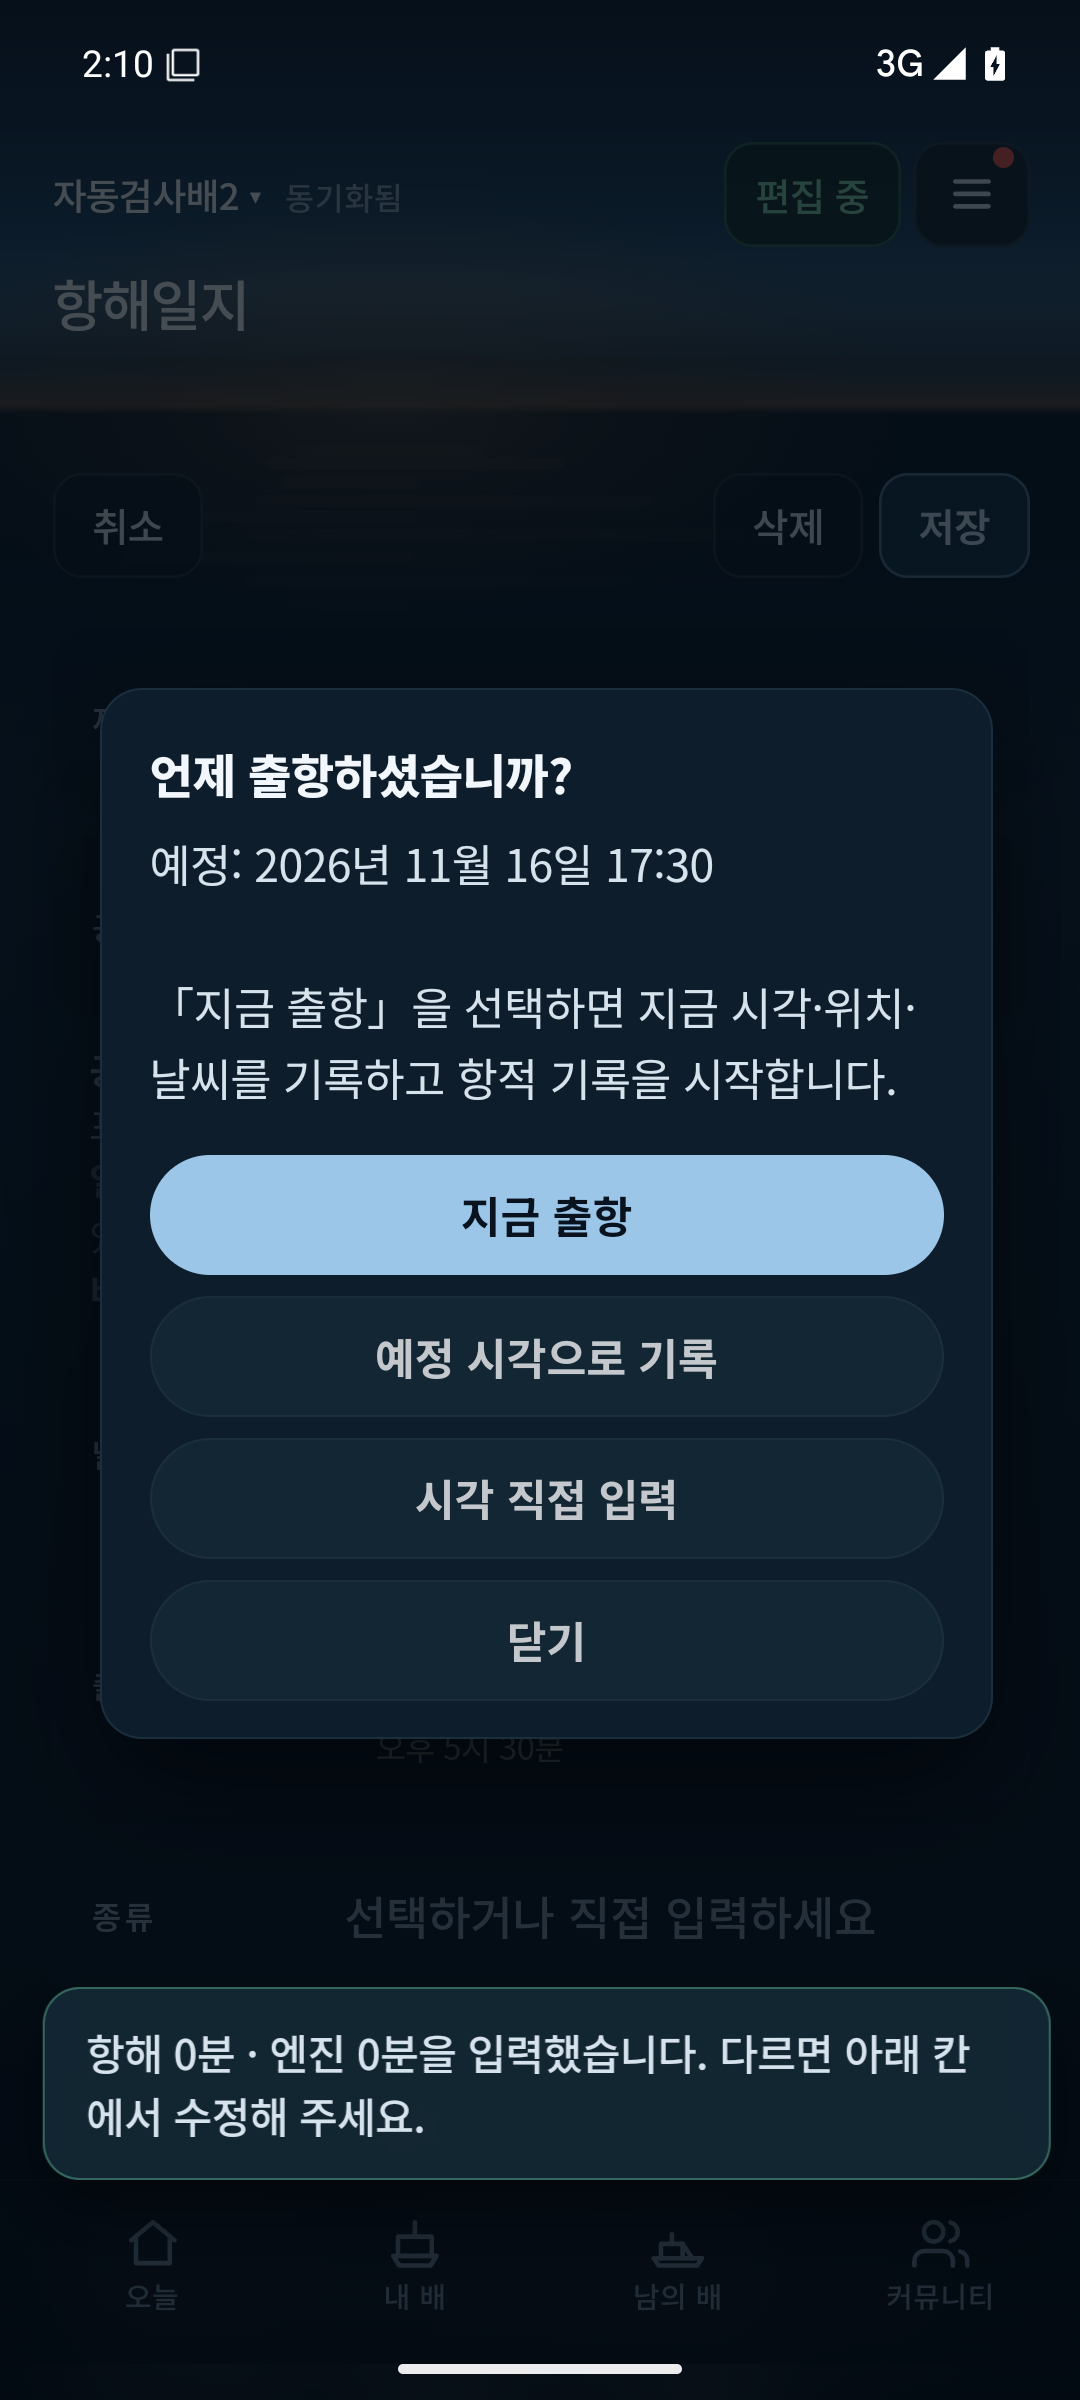 2:10
3G
자동검사배2 ▾ 동기화됨
편집 중
항해일지
취소
삭제
저장
언제 출항하셨습니까?
예정: 2026년 11월 16일 17:30
「지금 출항」을 선택하면 지금 시각·위치·
날씨를 기록하고 항적 기록을 시작합니다.
지금 출항
예정 시각으로 기록
시각 직접 입력
닫기
오후 5시 30분
종류
선택하거나 직접 입력하세요
항해 0분 · 엔진 0분을 입력했습니다. 다르면 아래 칸
에서 수정해 주세요.
오늘
내 배
남의 배
커뮤니티